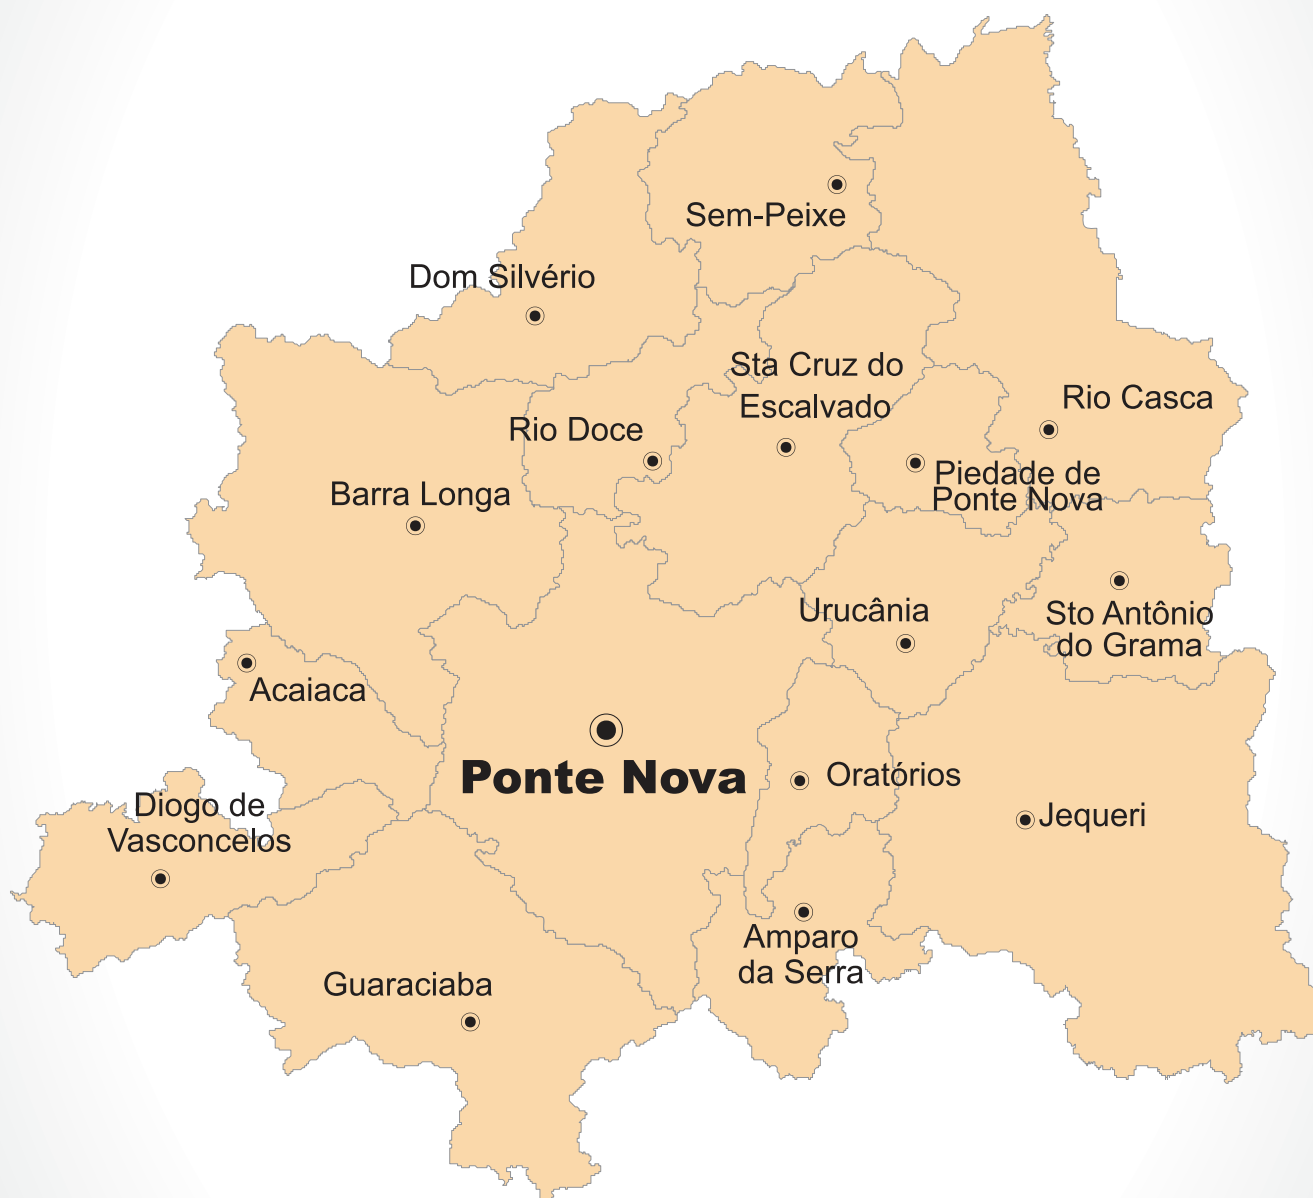 Sem-Peixe
Dom Silvério
Sta Cruz do
Escalvado
Rio Casca
Rio Doce
Piedade de
Ponte Nova
Barra Longa
Urucânia
Sto Antônio
do Grama
Acaiaca
Ponte Nova
Oratórios
Diogo de
Vasconcelos
Jequeri
Amparo
da Serra
Guaraciaba